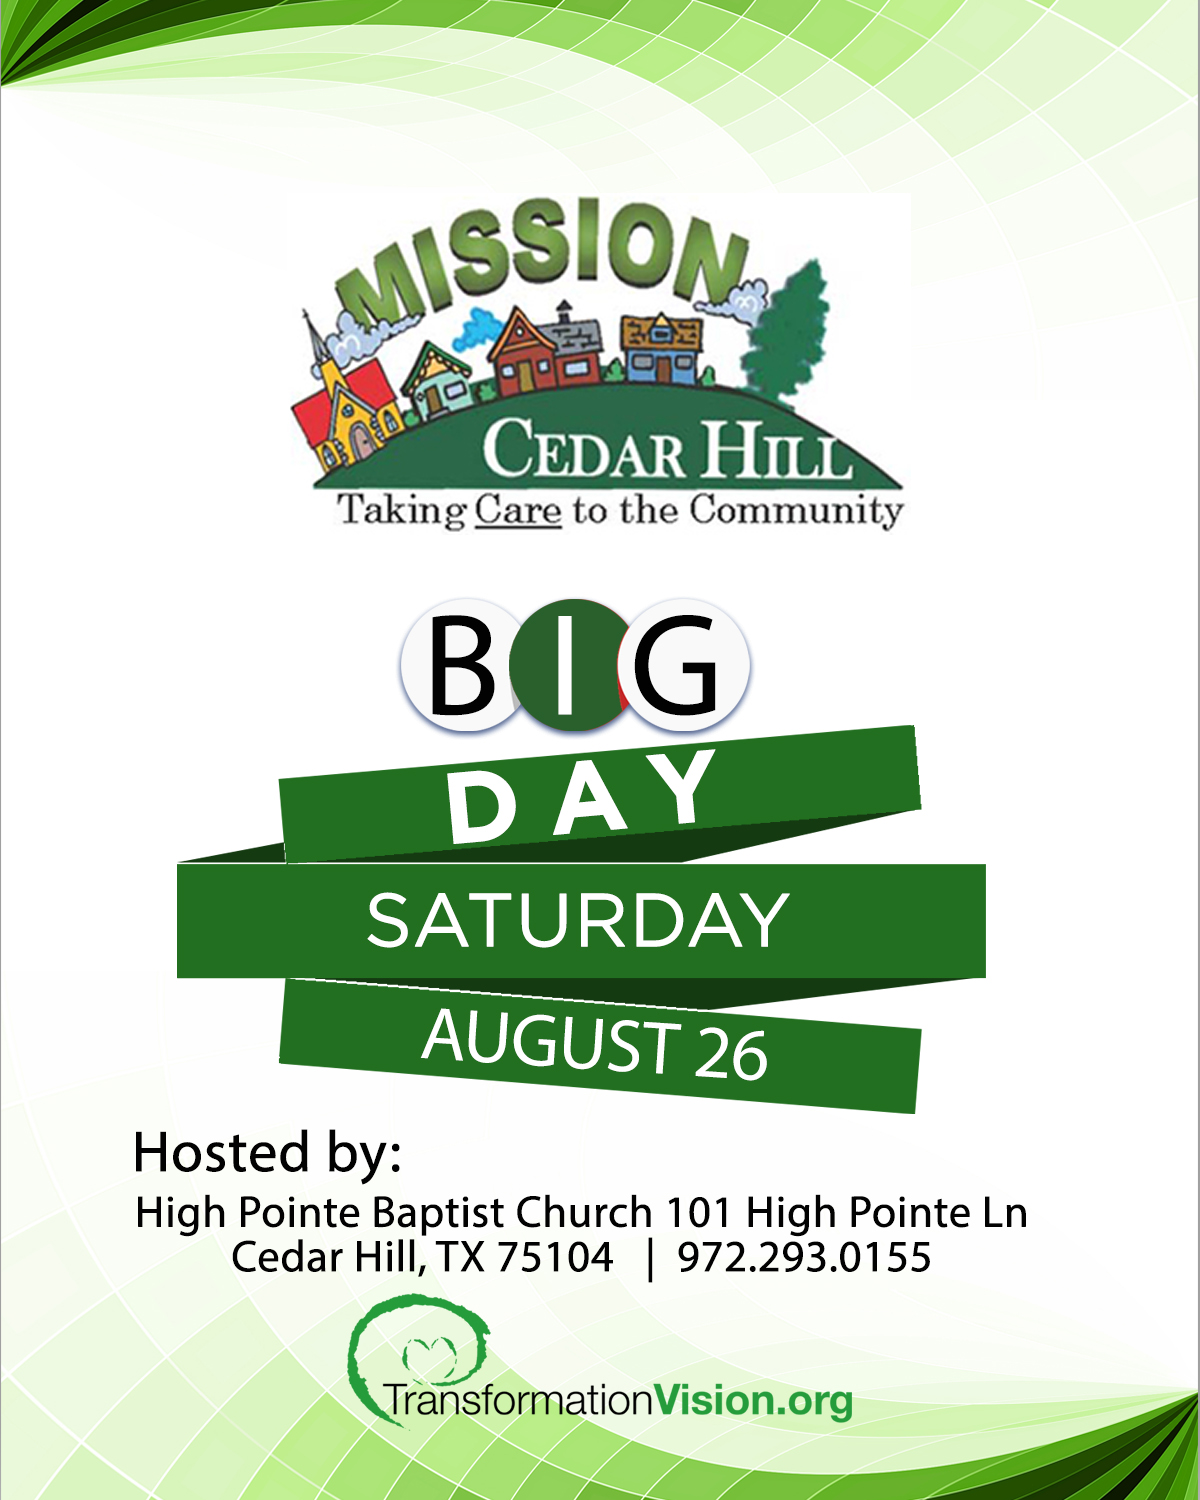 MISSION
CEDAR HILL
Taking Care to the Community
BIG
DAY
SATURDAY
AUGUST 26
Hosted by:
High Pointe Baptist Church 101 High Pointe Ln
Cedar Hill, TX 75104 | 972.293.0155
TransformationVision.org